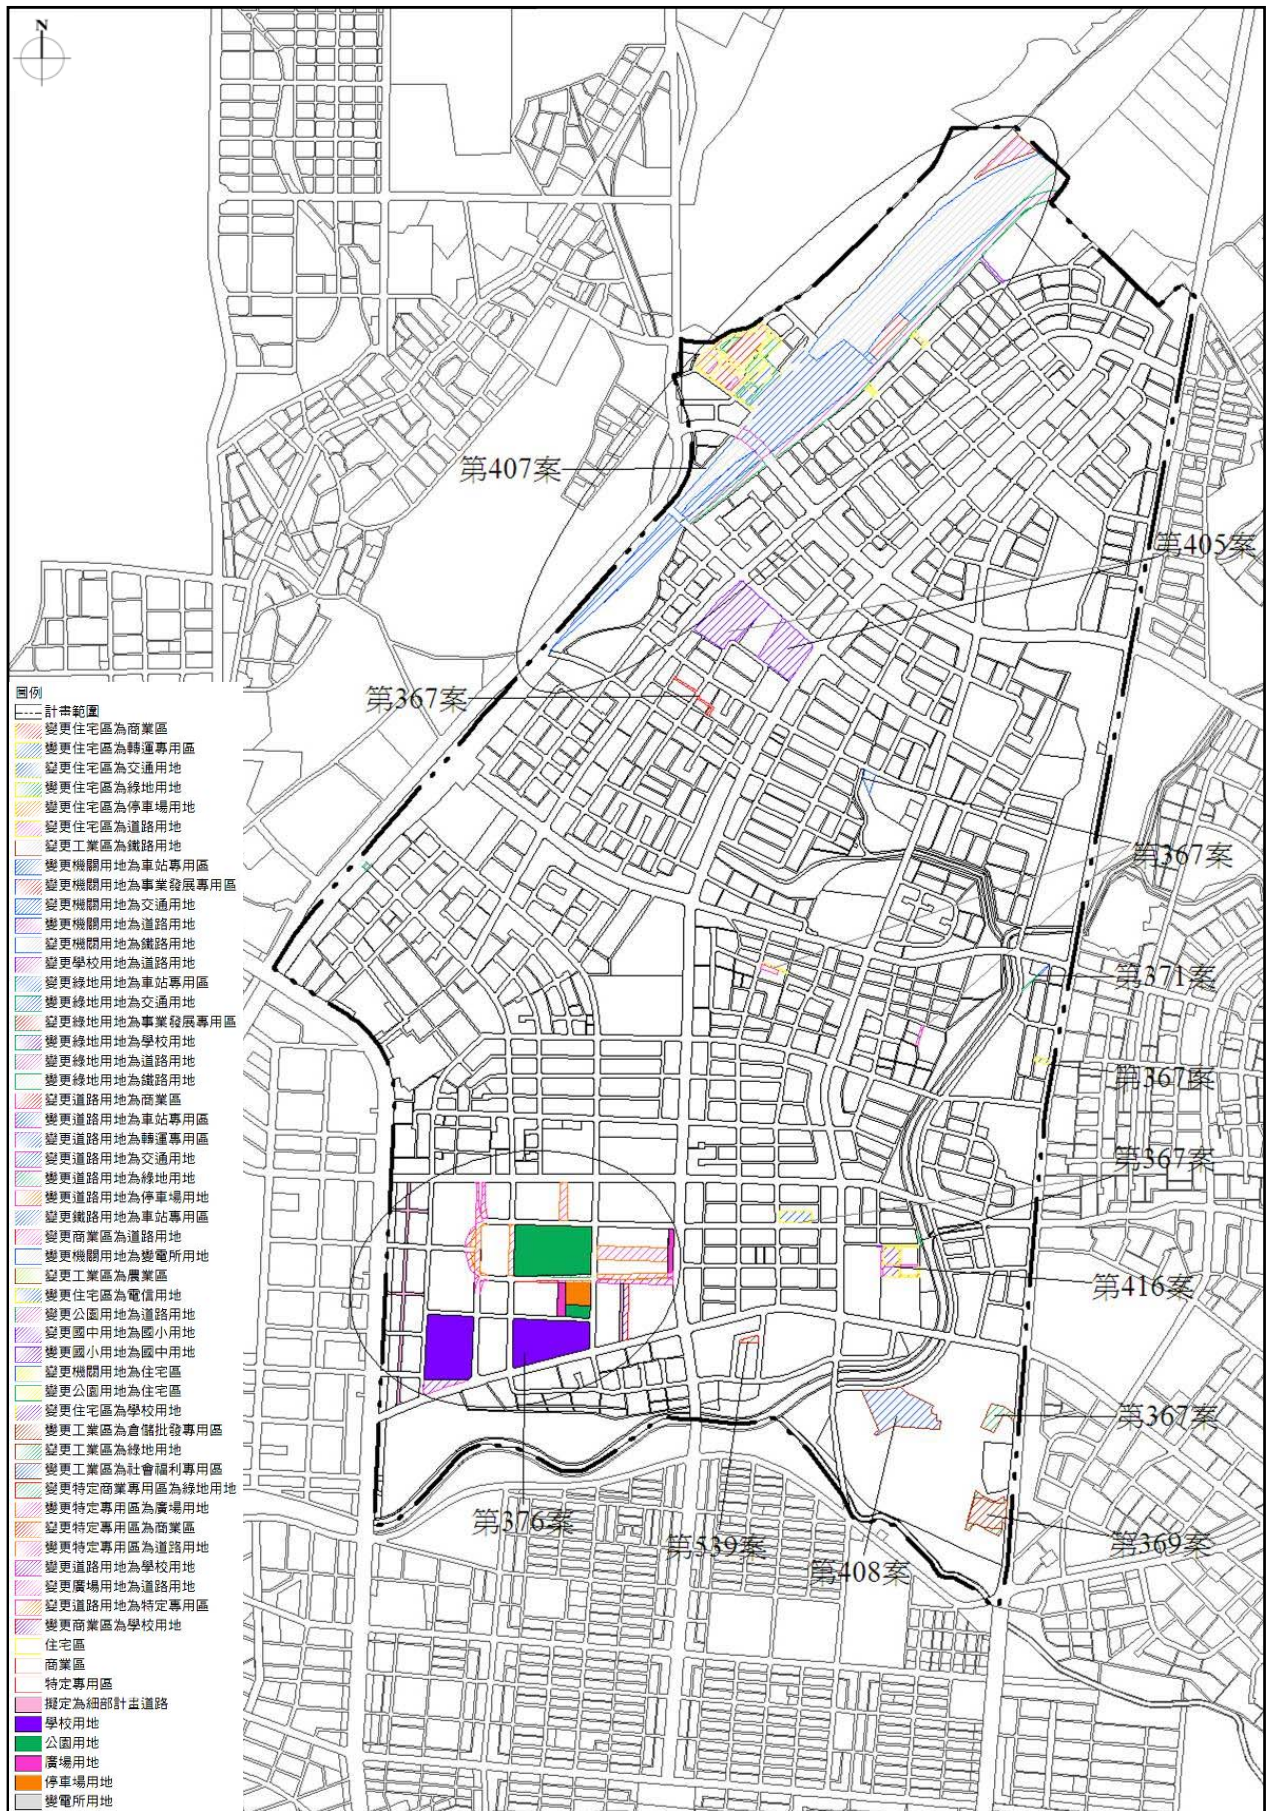 N
第407案
第405案
第367案
第367案
第371案
第367案
第367案
第416案
第367案
第376案
第539案
第408案
第369案
圖例
計畫範圍
變更住宅區為商業區
變更住宅區為轉運專用區
變更住宅區為交通用地
變更住宅區為綠地用地
變更住宅區為停車場用地
變更住宅區為道路用地
變更工業區為鐵路用地
變更機關用地為車站專用區
變更機關用地為事業發展專用區
變更機關用地為交通用地
變更機關用地為道路用地
變更機關用地為鐵路用地
變更學校用地為道路用地
變更綠地用地為車站專用區
變更綠地用地為交通用地
變更綠地用地為事業發展專用區
變更綠地用地為學校用地
變更綠地用地為道路用地
變更綠地用地為鐵路用地
變更道路用地為商業區
變更道路用地為車站專用區
變更道路用地為轉運專用區
變更道路用地為交通用地
變更道路用地為綠地用地
變更道路用地為停車場用地
變更鐵路用地為車站專用區
變更商業區為道路用地
變更機關用地為變電所用地
變更工業區為農業區
變更住宅區為電信用地
變更公園用地為道路用地
變更國中用地為國小用地
變更國小用地為國中用地
變更機關用地為住宅區
變更公園用地為住宅區
變更住宅區為學校用地
變更工業區為倉儲批發專用區
變更工業區為綠地用地
變更工業區為社會福利專用區
變更特定商業專用區為綠地用地
變更特定專用區為廣場用地
變更特定專用區為商業區
變更特定專用區為道路用地
變更道路用地為學校用地
變更廣場用地為道路用地
變更道路用地為特定專用區
變更商業區為學校用地
住宅區
商業區
特定專用區
擬定為細部計畫道路
學校用地
公園用地
廣場用地
停車場用地
變電所用地